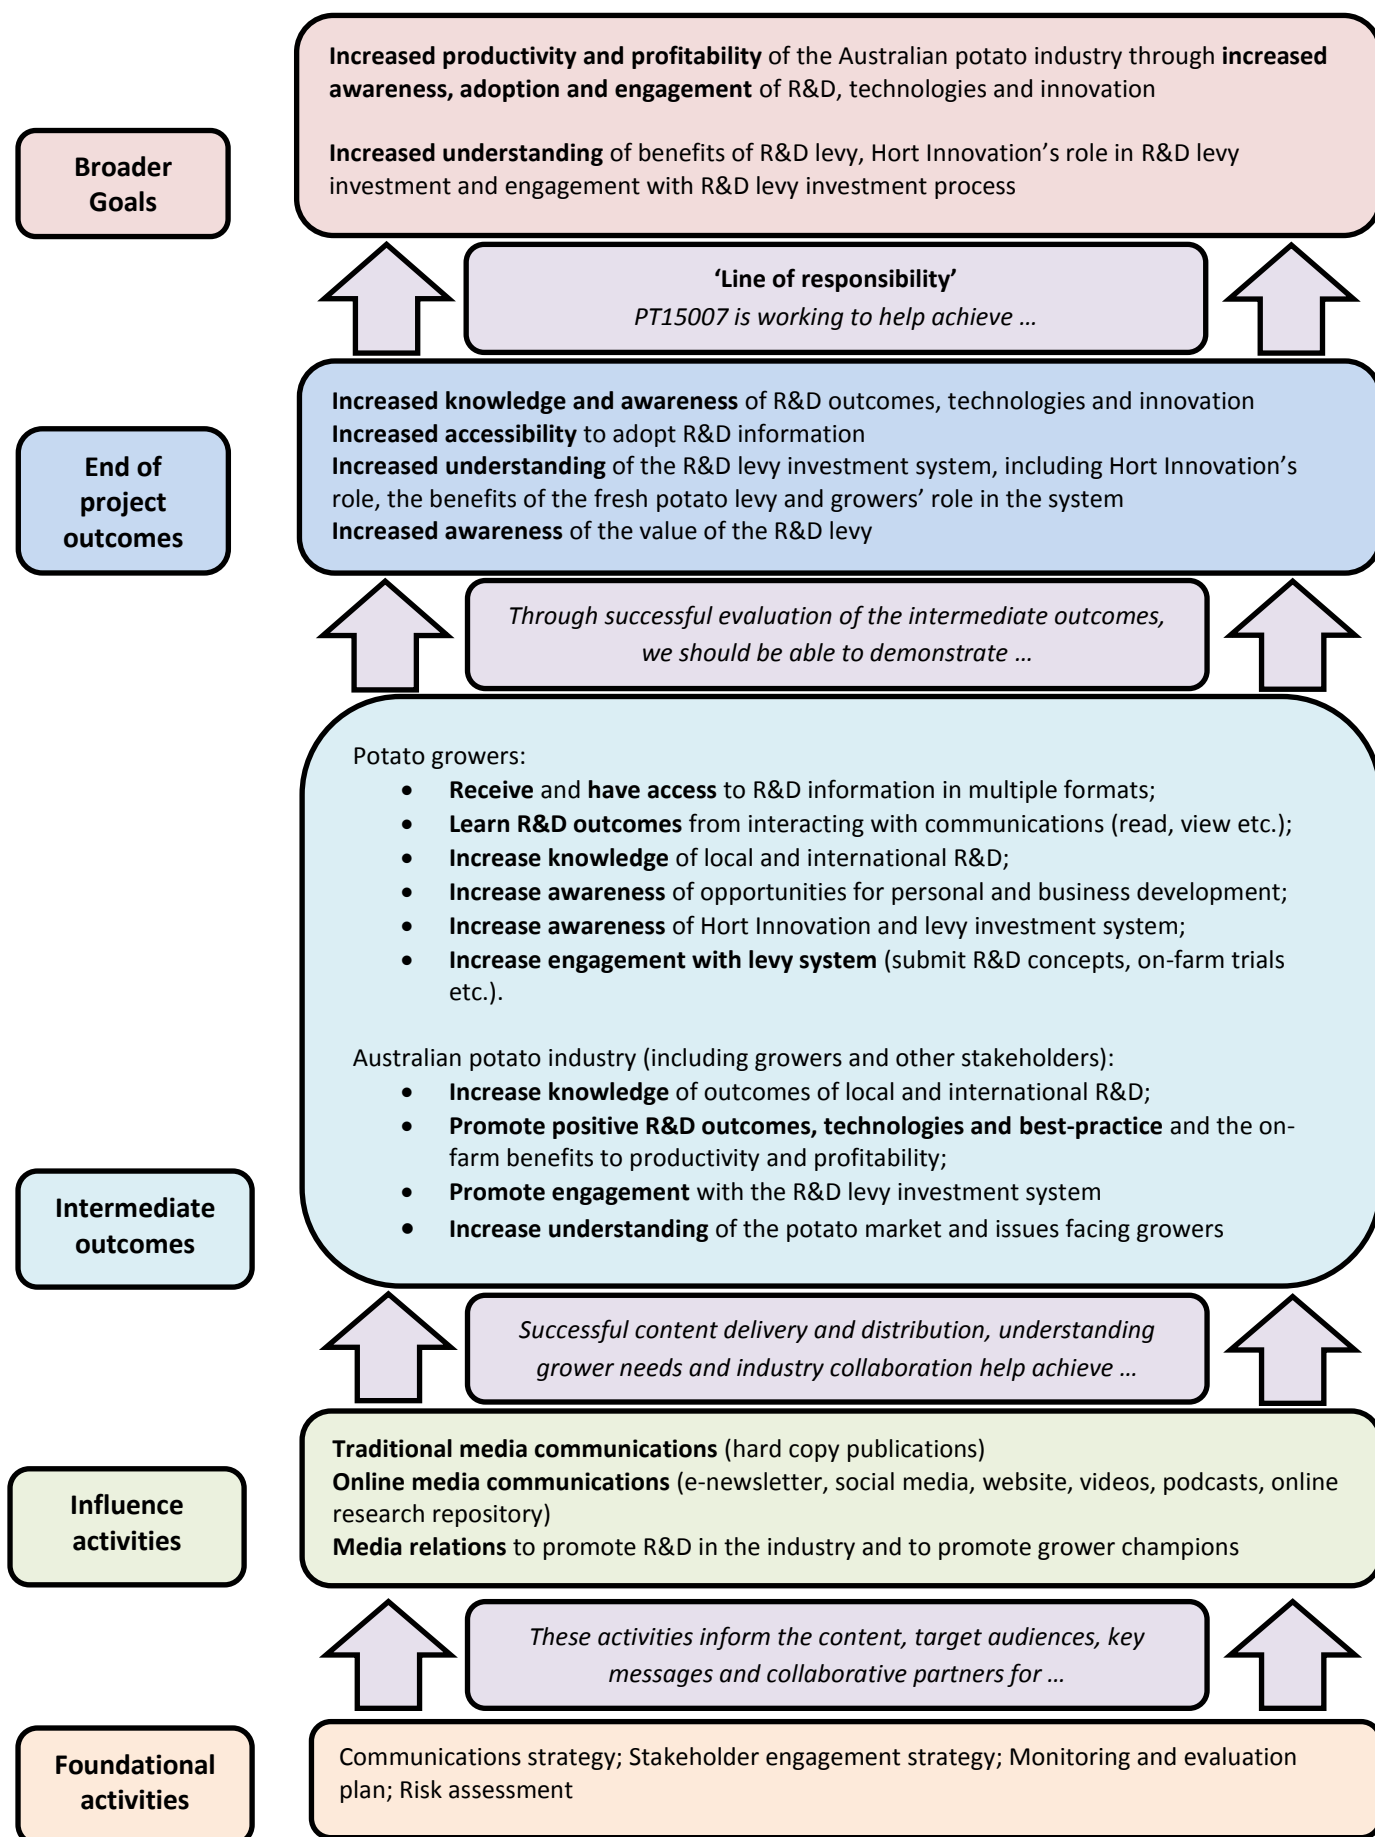 Increased productivity and profitability of the Australian potato industry through increased
awareness, adoption and engagement of R&D, technologies and innovation
Increased understanding of benefits of R&D levy, Hort Innovation’s role in R&D levy
investment and engagement with R&D levy investment process
Broader
Goals
‘Line of responsibility’
PT15007 is working to help achieve …
Increased knowledge and awareness of R&D outcomes, technologies and innovation
Increased accessibility to adopt R&D information
Increased understanding of the R&D levy investment system, including Hort Innovation’s
role, the benefits of the fresh potato levy and growers’ role in the system
Increased awareness of the value of the R&D levy
End of
project
outcomes
Through successful evaluation of the intermediate outcomes,
we should be able to demonstrate …
Potato growers:
• Receive and have access to R&D information in multiple formats;
• Learn R&D outcomes from interacting with communications (read, view etc.);
• Increase knowledge of local and international R&D;
• Increase awareness of opportunities for personal and business development;
• Increase awareness of Hort Innovation and levy investment system;
• Increase engagement with levy system (submit R&D concepts, on-farm trials
etc.).
Australian potato industry (including growers and other stakeholders):
• Increase knowledge of outcomes of local and international R&D;
• Promote positive R&D outcomes, technologies and best-practice and the on-
farm benefits to productivity and profitability;
• Promote engagement with the R&D levy investment system
• Increase understanding of the potato market and issues facing growers
Intermediate
outcomes
Successful content delivery and distribution, understanding
grower needs and industry collaboration help achieve …
Traditional media communications (hard copy publications)
Online media communications (e-newsletter, social media, website, videos, podcasts, online
research repository)
Media relations to promote R&D in the industry and to promote grower champions
Influence
activities
These activities inform the content, target audiences, key
messages and collaborative partners for …
Communications strategy; Stakeholder engagement strategy; Monitoring and evaluation
plan; Risk assessment
Foundational
activities